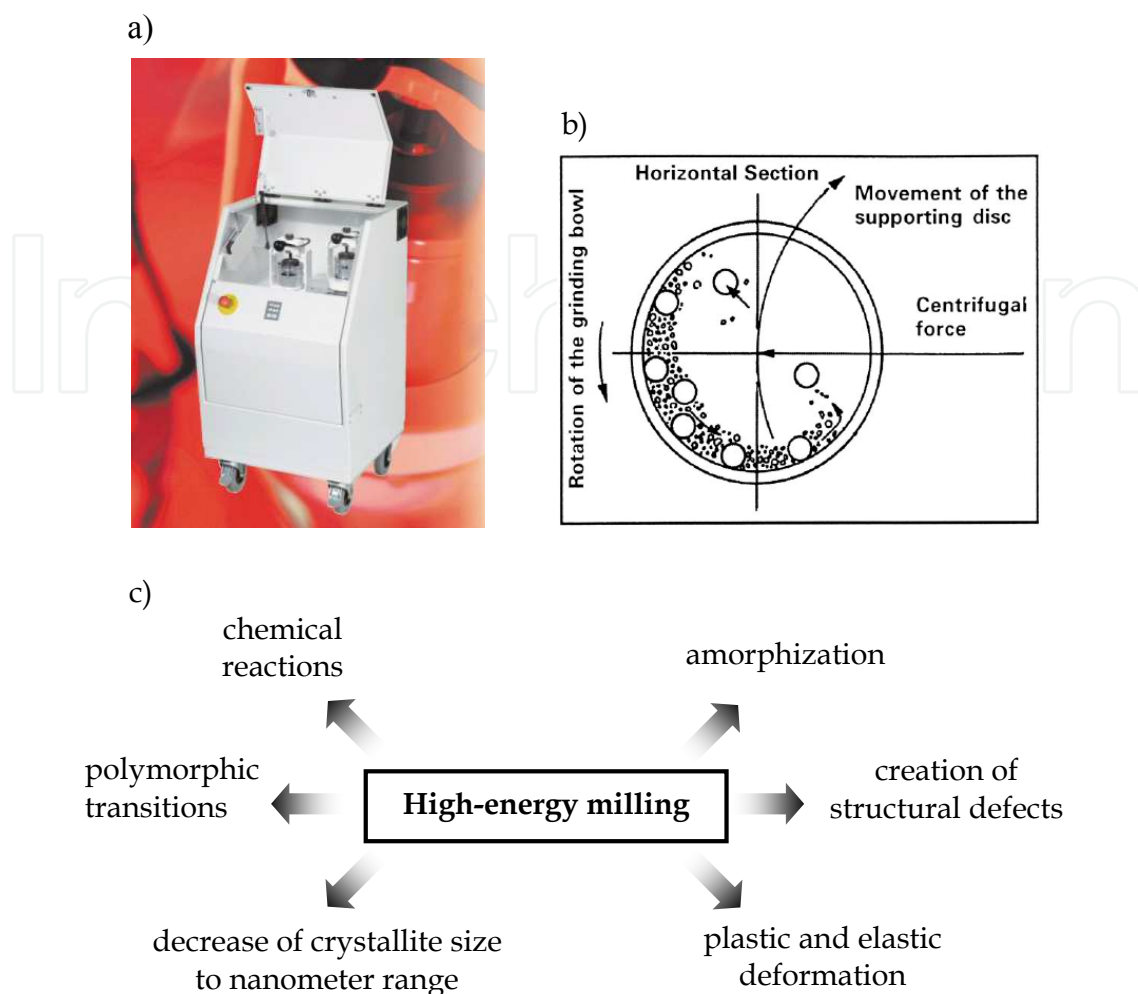 a)
b)
Horizontal Section
Movement of the
supporting disc
Centrifugal
force
Rotation of the grinding bowl
c)
chemical
reactions
amorphization
polymorphic
transitions
High-energy milling
creation of
structural defects
decrease of crystallite size
to nanometer range
plastic and elastic
deformation